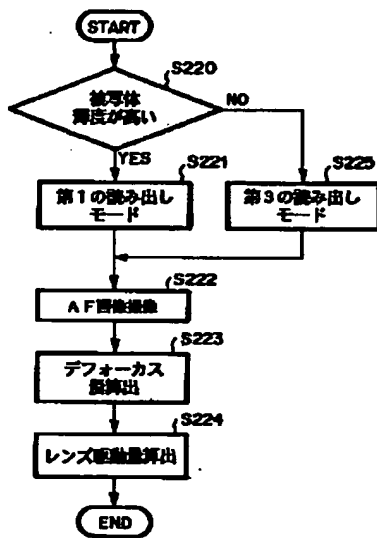 START
S220
被写体
輝度が高い
NO
YES
S221
第1の読み出し
モード
S225
第3の読み出し
モード
S222
AF画像撮像
S223
デフォーカス
量算出
S224
レンズ駆動量算出
END